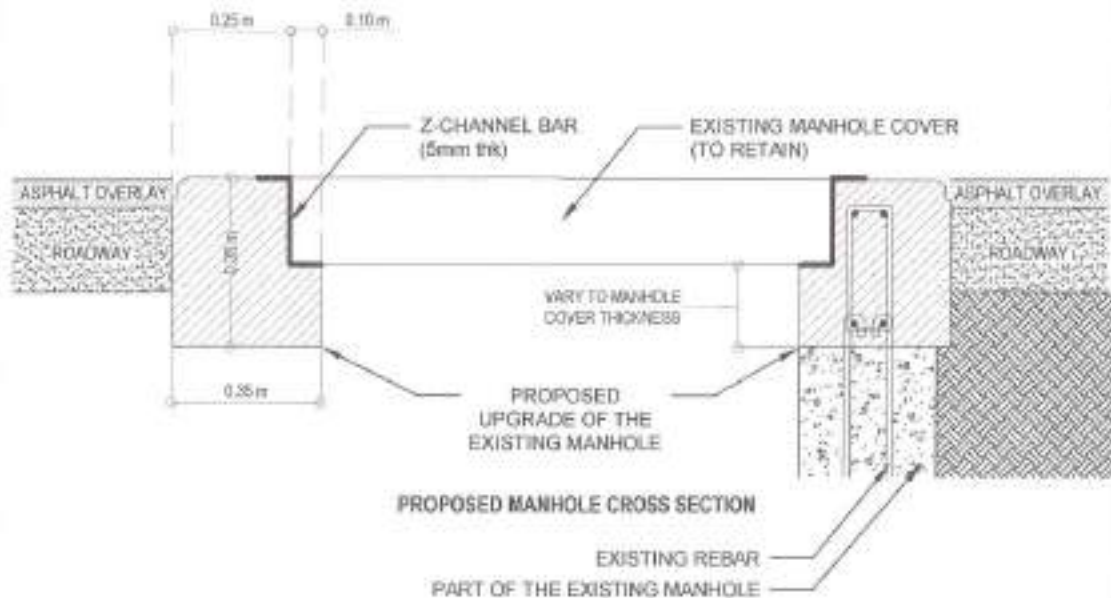 0.25 m
0.10 m
Z-CHANNEL BAR
(5mm thk)
EXISTING MANHOLE COVER
(TO RETAIN)
ASPHALT OVERLAY
ASPHALT OVERLAY
ROADWAY
ROADWAY
0.35 m
VARY TO MANHOLE
COVER THICKNESS
0.35 m
PROPOSED
UPGRADE OF THE
EXISTING MANHOLE
PROPOSED MANHOLE CROSS SECTION
EXISTING REBAR
PART OF THE EXISTING MANHOLE